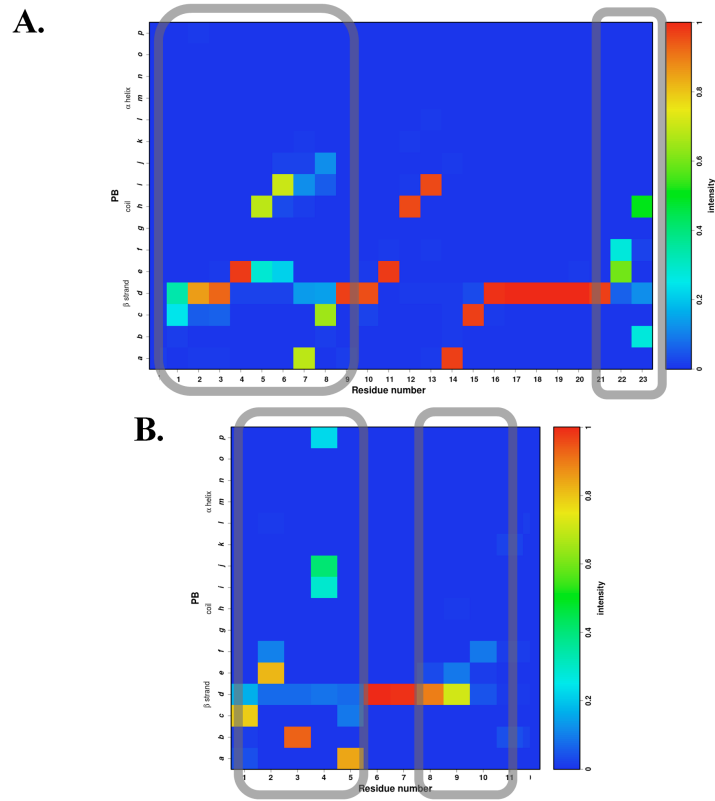 A.
p
o
n
m
l
k
j
i
h
g
f
e
d
c
b
a
α helix
PB
coil
β strand
1 2 3 4 5 6 7 8 9 10 11 12 13 14 15 16 17 18 19 20 21 22 23
Residue number
1
0.8
0.6
0.4
0.2
0
intensity
B.
p
o
n
m
l
k
j
i
h
g
f
e
d
c
b
a
α helix
PB
coil
β strand
1 2 3 4 5 6 7 8 9 10 11
Residue number
1
0.8
0.6
0.4
0.2
0
intensity